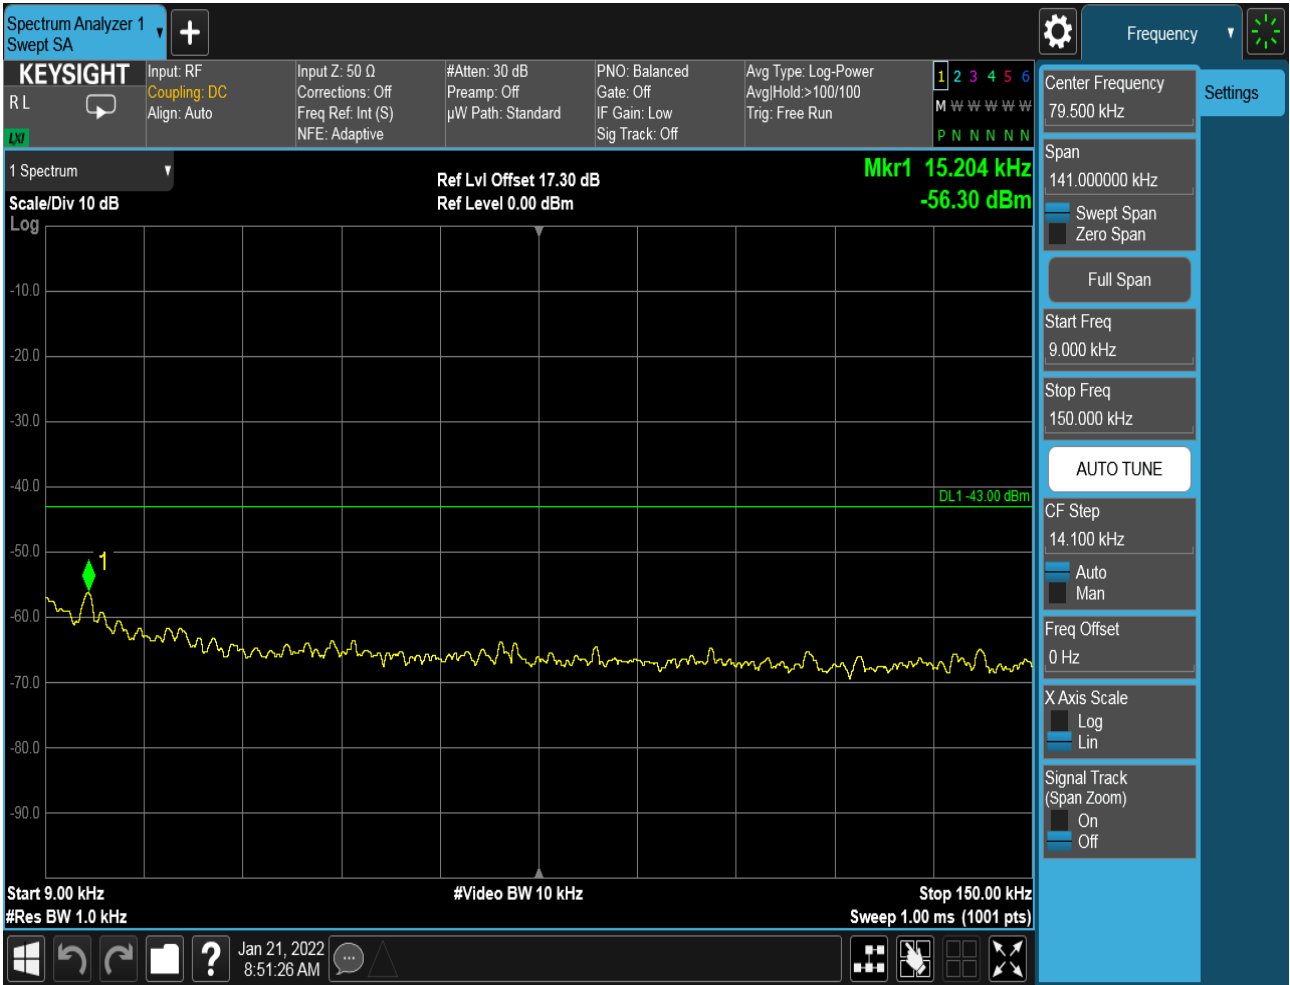 Spectrum Analyzer 1
Swept SA
Frequency
KEYSIGHT
R L
LXI
Input: RF
Coupling: DC
Align: Auto
Input Z: 50 Ω
Corrections: Off
Freq Ref: Int (S)
NFE: Adaptive
#Atten: 30 dB
Preamp: Off
µW Path: Standard
PNO: Balanced
Gate: Off
IF Gain: Low
Sig Track: Off
Avg Type: Log-Power
Avg|Hold:>100/100
Trig: Free Run
1 2 3 4 5 6
M W W W W W
P N N N N N
1 Spectrum
Scale/Div 10 dB
Log
Ref Lvl Offset 17.30 dB
Ref Level 0.00 dBm
Mkr1 15.204 kHz
-56.30 dBm
-10.0
-20.0
-30.0
-40.0
DL1 -43.00 dBm
-50.0
1
-60.0
-70.0
-80.0
-90.0
Start 9.00 kHz
#Video BW 10 kHz
Stop 150.00 kHz
#Res BW 1.0 kHz
Sweep 1.00 ms (1001 pts)
Jan 21, 2022
8:51:26 AM
?
Center Frequency
79.500 kHz
Settings
Span
141.000000 kHz
Swept Span
Zero Span
Full Span
Start Freq
9.000 kHz
Stop Freq
150.000 kHz
AUTO TUNE
CF Step
14.100 kHz
Auto
Man
Freq Offset
0 Hz
X Axis Scale
Log
Lin
Signal Track
(Span Zoom)
On
Off